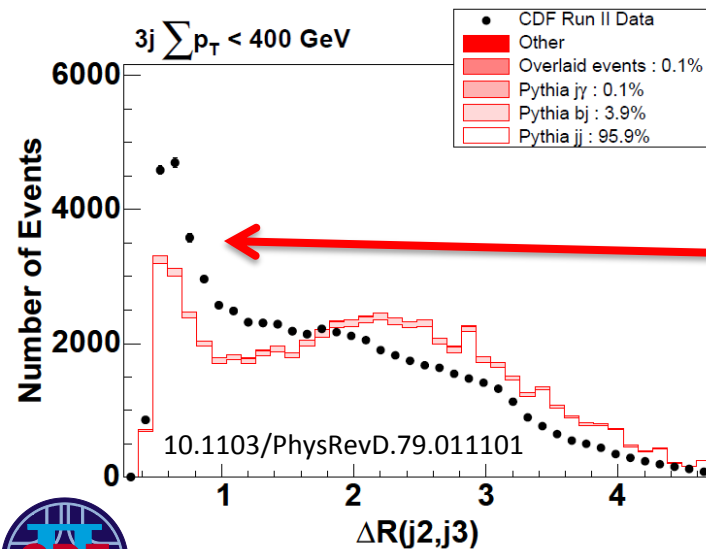 3j ∑p_T < 400 GeV
CDF Run II Data
Other
Overlaid events : 0.1%
Pythia jγ : 0.1%
Pythia bj : 3.9%
Pythia jj : 95.9%
Number of Events
6000
4000
2000
0
10.1103/PhysRevD.79.011101
1
2
3
4
ΔR(j2,j3)